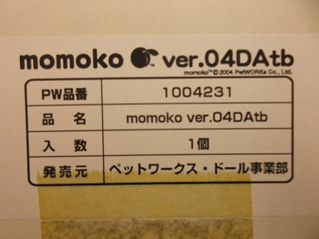 momoko ver.04DAtb
momoko™©2004 PetWORKs Co., Ltd.
PW品番 1004231
品 名 momoko ver.04DAtb
入 数 1個
発売元 ペットワークス・ドール事業部